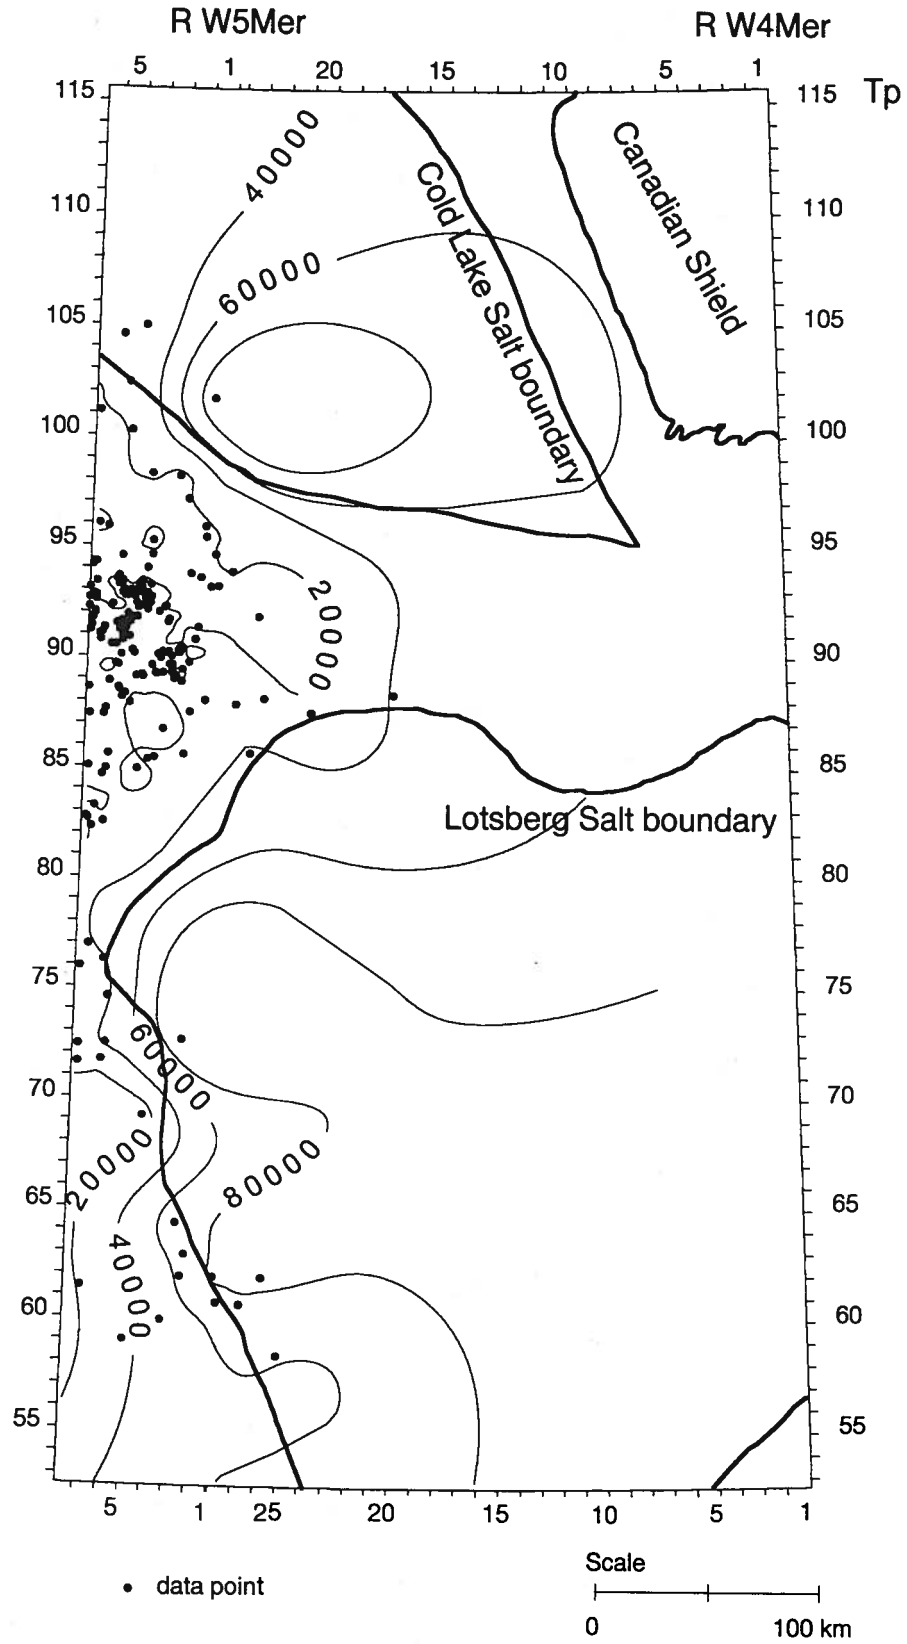 R W5Mer R W4Mer
5 1 20 15 10 5 1
115 115 Tp
40000
Canadian Shield
Cold Lake Salt boundary
110 110
60000
105 105
100 100
95 95
20000
90 90
85 85
Lotsberg Salt boundary
80 80
75 75
60000
70 70
20000
80000
65 65
40000
60 60
55 55
5 1 25 20 15 10 5 1
Scale
data point
0 100 km